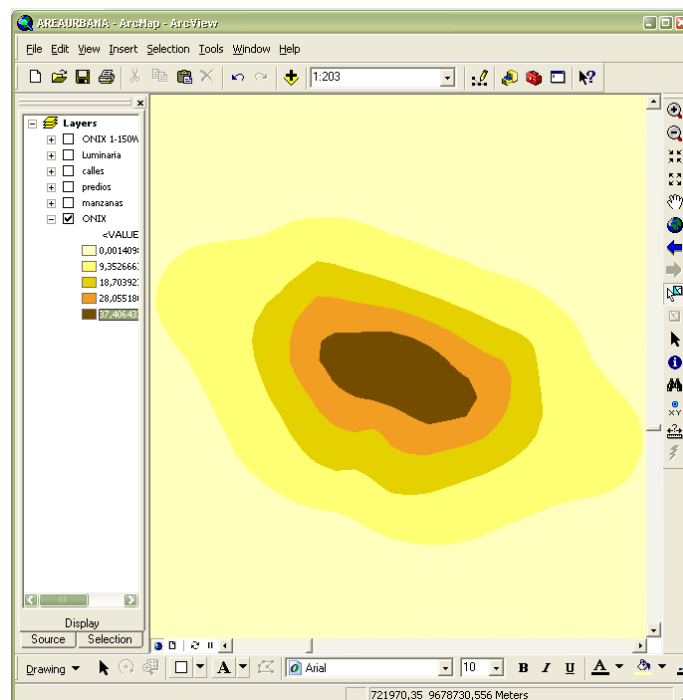 AREAURBANA - ArcMap - ArcView
File Edit View Insert Selection Tools Window Help
1:203
Layers
ONIX 1-150W
Luminaria
calles
predios
manzanas
ONIX
<VALUE
0,001409
9,352666
18,70392
28,05518
37,40643
Display
Source Selection
Drawing Arial 10 B I U A
721970,35 9678730,556 Meters